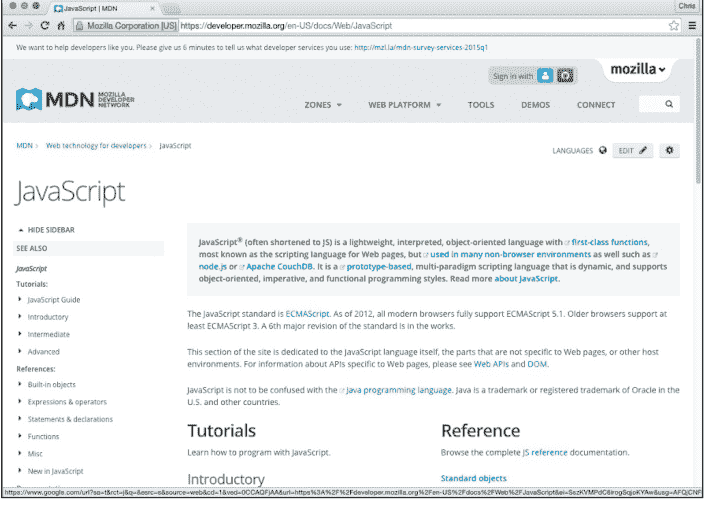 JavaScript | MDN
Chris
Mozilla Corporation [US] https://developer.mozilla.org/en-US/docs/Web/JavaScript
We want to help developers like you. Please give us 6 minutes to tell us what developer services you use: http://mzl.la/mdn-survey-services-2015q1
Sign in with
mozilla
MDN MOZILLA DEVELOPER NETWORK
ZONES WEB PLATFORM TOOLS DEMOS CONNECT
MDN > Web technology for developers > JavaScript
LANGUAGES EDIT
JavaScript
HIDE SIDEBAR
SEE ALSO
JavaScript
Tutorials:
JavaScript Guide
Introductory
Intermediate
Advanced
References:
Built-in objects
Expressions & operators
Statements & declarations
Functions
Misc
New in JavaScript
JavaScript® (often shortened to JS) is a lightweight, interpreted, object-oriented language with first-class functions,
most known as the scripting language for Web pages, but used in many non-browser environments as well such as
node.js or Apache CouchDB. It is a prototype-based, multi-paradigm scripting language that is dynamic, and supports
object-oriented, imperative, and functional programming styles. Read more about JavaScript.
The JavaScript standard is ECMAScript. As of 2012, all modern browsers fully support ECMAScript 5.1. Older browsers support at
least ECMAScript 3. A 6th major revision of the standard is in the works.
This section of the site is dedicated to the JavaScript language itself, the parts that are not specific to Web pages, or other host
environments. For information about APIs specific to Web pages, please see Web APIs and DOM.
JavaScript is not to be confused with the Java programming language. Java is a trademark or registered trademark of Oracle in the
U.S. and other countries.
Tutorials
Learn how to program with JavaScript.
Introductory
Reference
Browse the complete JS reference documentation.
Standard objects